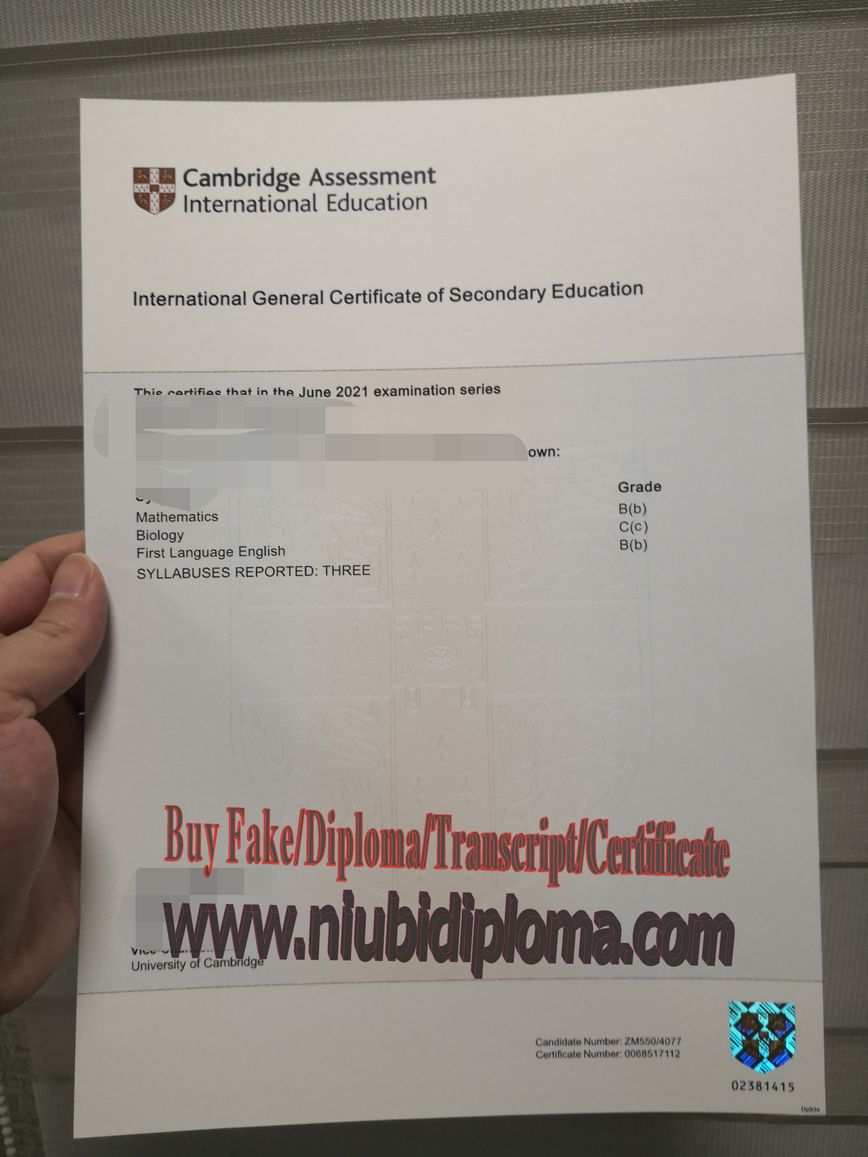 Cambridge Assessment
International Education
International General Certificate of Secondary Education
This certifies that in the June 2021 examination series
own:
Grade
Mathematics B(b)
Biology C(c)
First Language English B(b)
SYLLABUSES REPORTED: THREE
Buy Fake/Diploma/Transcript/Certificate
www.niubidiploma.com
University of Cambridge
Candidate Number: ZM550/4077
Certificate Number: 0068517112
02381415